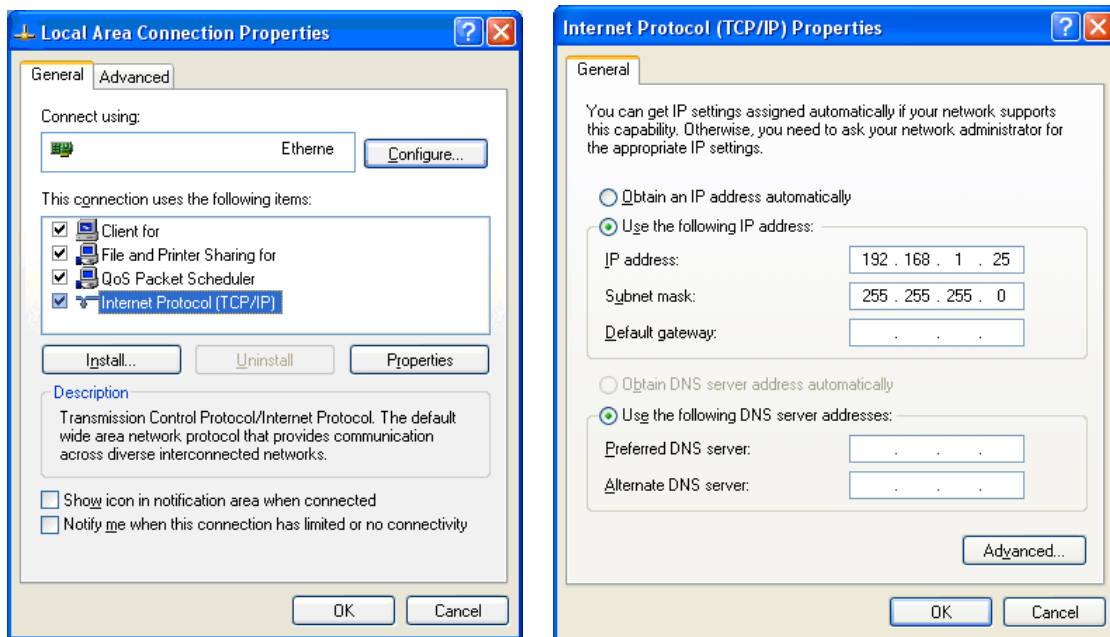 Local Area Connection Properties
General
Advanced
Connect using:
Etherne
Configure...
This connection uses the following items:
Client for
File and Printer Sharing for
QoS Packet Scheduler
Internet Protocol (TCP/IP)
Install...
Uninstall
Properties
Description
Transmission Control Protocol/Internet Protocol. The default
wide area network protocol that provides communication
across diverse interconnected networks.
Show icon in notification area when connected
Notify me when this connection has limited or no connectivity
OK
Cancel
Internet Protocol (TCP/IP) Properties
General
You can get IP settings assigned automatically if your network supports
this capability. Otherwise, you need to ask your network administrator for
the appropriate IP settings.
Obtain an IP address automatically
Use the following IP address:
IP address:
192 . 168 . 1 . 25
Subnet mask:
255 . 255 . 255 . 0
Default gateway:
. . .
Obtain DNS server address automatically
Use the following DNS server addresses:
Preferred DNS server:
. . .
Alternate DNS server:
. . .
Advanced...
OK
Cancel